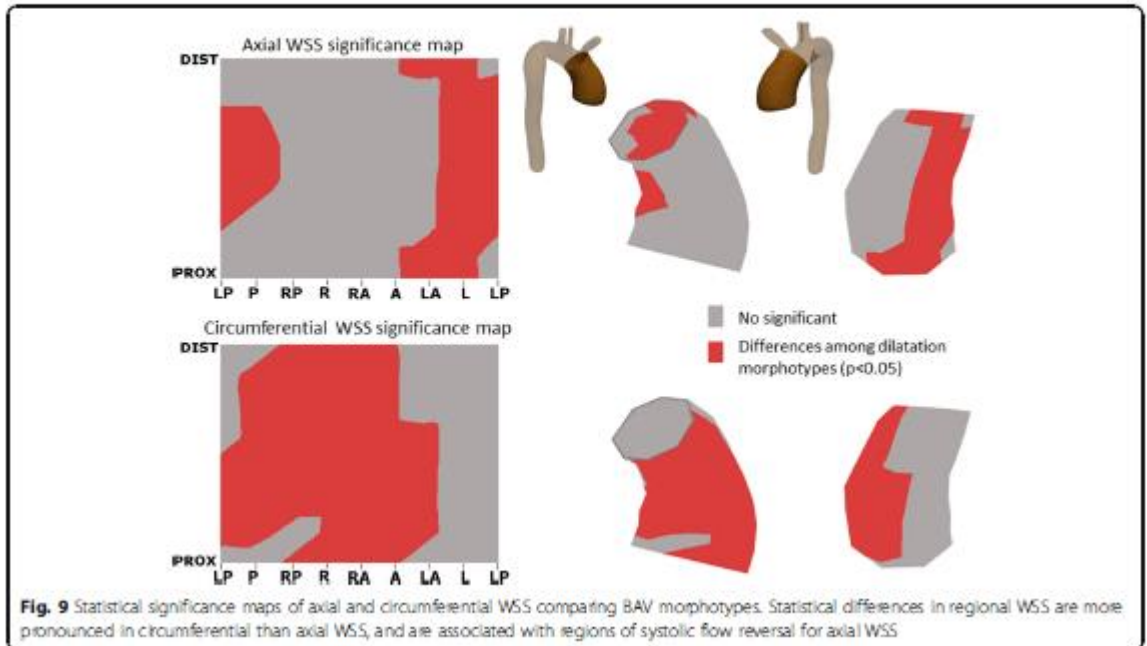 Axial WSS significance map
DIST
PROX
LP P RP R RA A LA L LP
Circumferential WSS significance map
DIST
PROX
LP P RP R RA A LA L LP
No significant
Differences among dilatation
morphotypes (p<0.05)
Fig. 9 Statistical significance maps of axial and circumferential WSS comparing BAV morphotypes. Statistical differences in regional WSS are more
pronounced in circumferential than axial WSS, and are associated with regions of systolic flow reversal for axial WSS